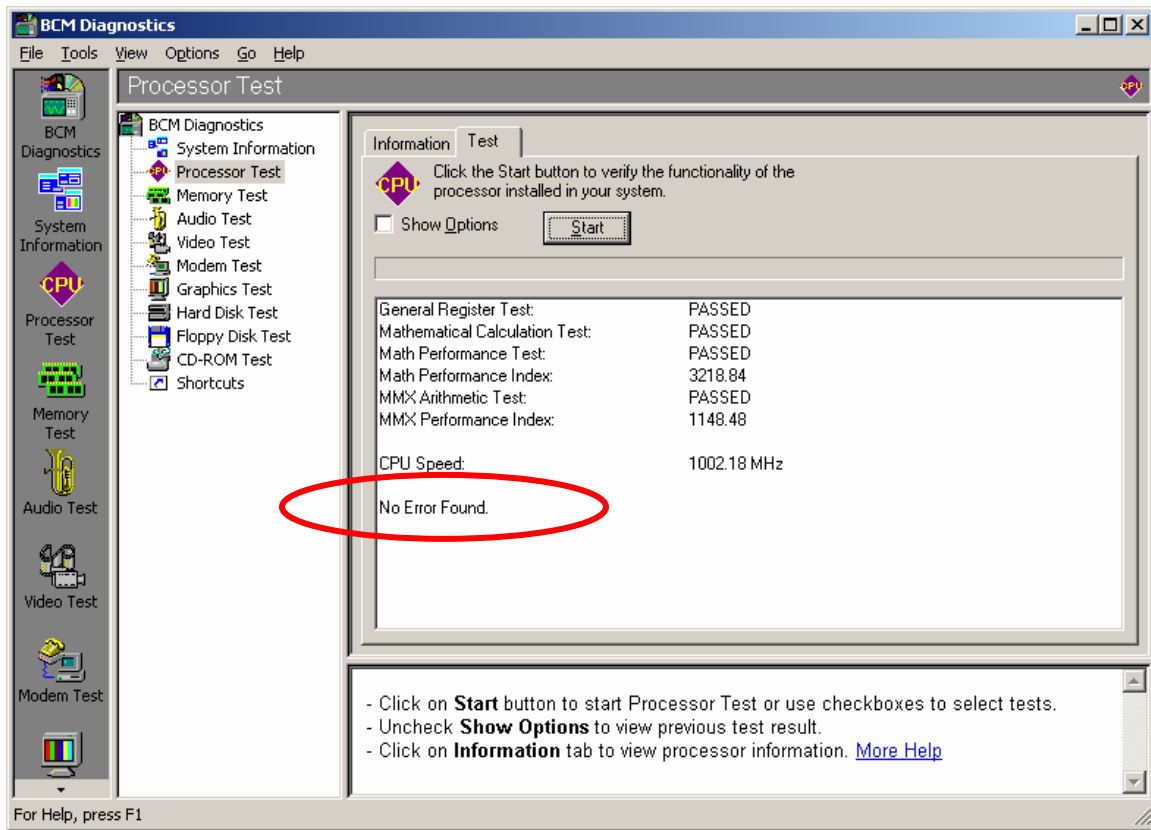 BCM Diagnostics
File Tools View Options Go Help
Processor Test
CPU
BCM
Diagnostics
System
Information
CPU
Processor
Test
Memory
Test
Audio Test
Video Test
Modem Test
BCM Diagnostics
System Information
Processor Test
Memory Test
Audio Test
Video Test
Modem Test
Graphics Test
Hard Disk Test
Floppy Disk Test
CD-ROM Test
Shortcuts
Information Test
CPU
Click the Start button to verify the functionality of the
processor installed in your system.
Show Options Start
General Register Test: PASSED
Mathematical Calculation Test: PASSED
Math Performance Test: PASSED
Math Performance Index: 3218.84
MMX Arithmetic Test: PASSED
MMX Performance Index: 1148.48
CPU Speed: 1002.18 MHz
No Error Found.
- Click on Start button to start Processor Test or use checkboxes to select tests.
- Uncheck Show Options to view previous test result.
- Click on Information tab to view processor information. More Help
For Help, press F1